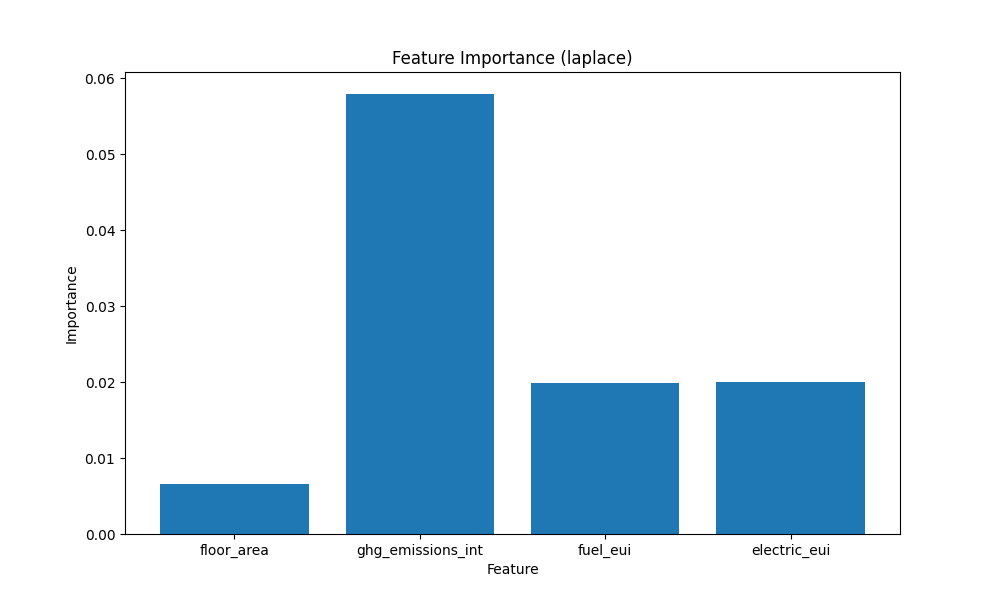 Feature Importance (laplace)
0.06
0.05
0.04
0.03
0.02
0.01
0.00
Importance
floor_area ghg_emissions_int fuel_eui electric_eui
Feature